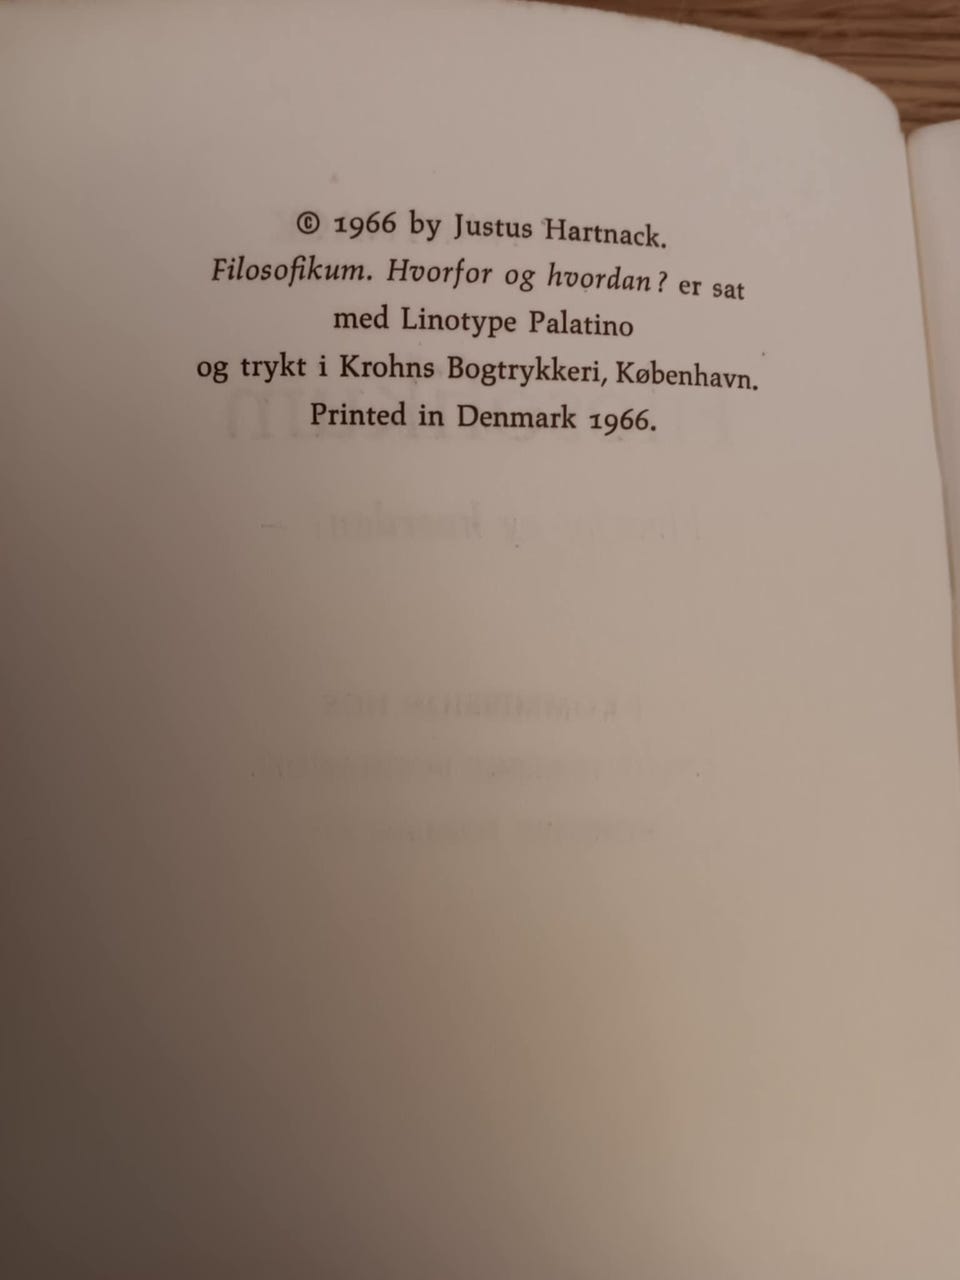 © 1966 by Justus Hartnack.
Filosofikum. Hvorfor og hvordan? er sat
med Linotype Palatino
og trykt i Krohns Bogtrykkeri, København.
Printed in Denmark 1966.